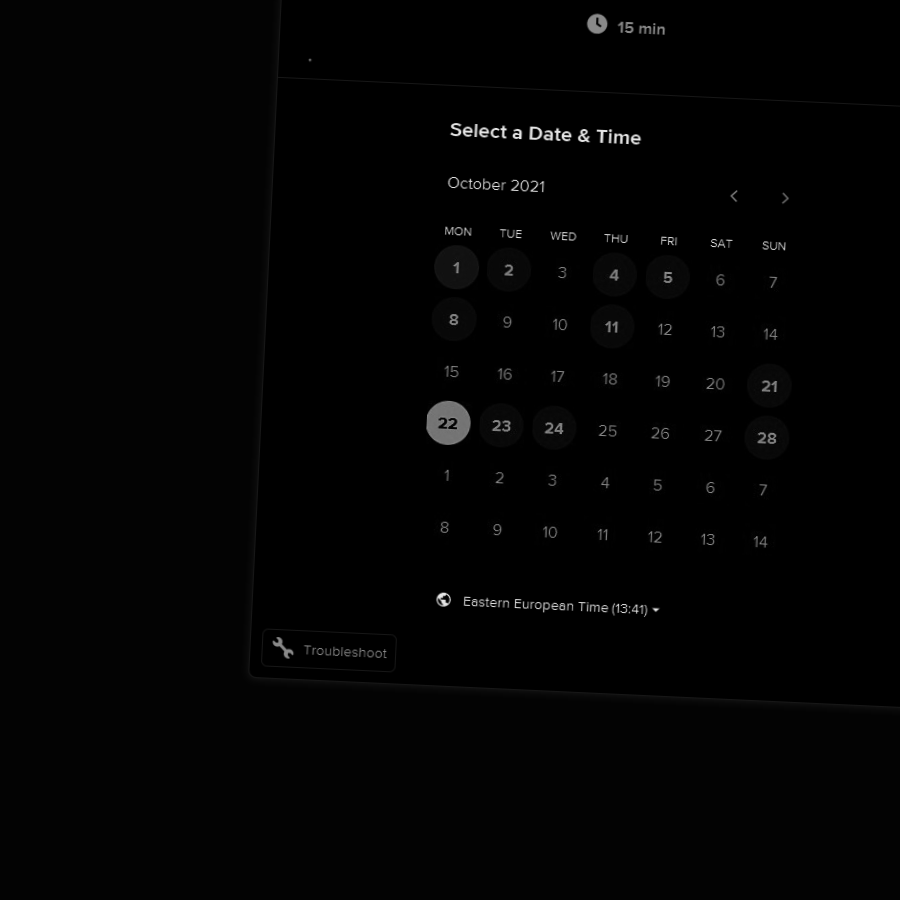 15 min
Select a Date & Time
October 2021
MON TUE WED THU FRI SAT SUN
1 2 3 4 5 6 7
8 9 10 11 12 13 14
15 16 17 18 19 20 21
22 23 24 25 26 27 28
1 2 3 4 5 6 7
8 9 10 11 12 13 14
Eastern European Time (13:41)
Troubleshoot